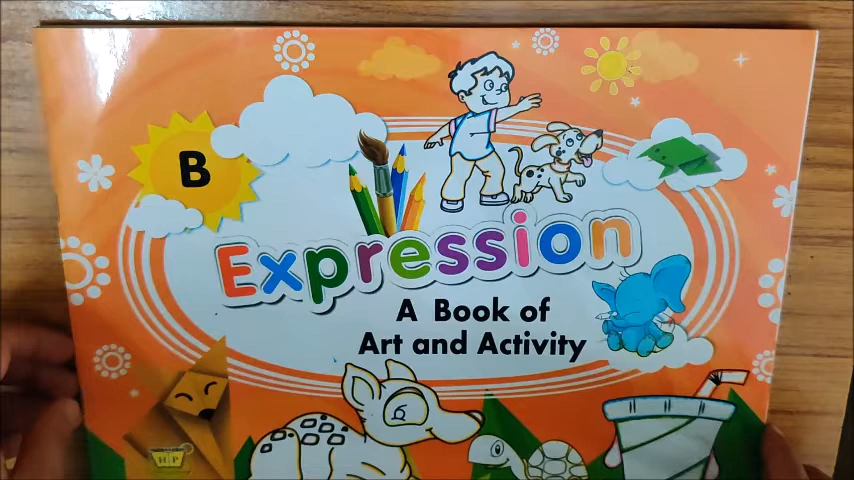 B
Expression
A Book of
Art and Activity
H P